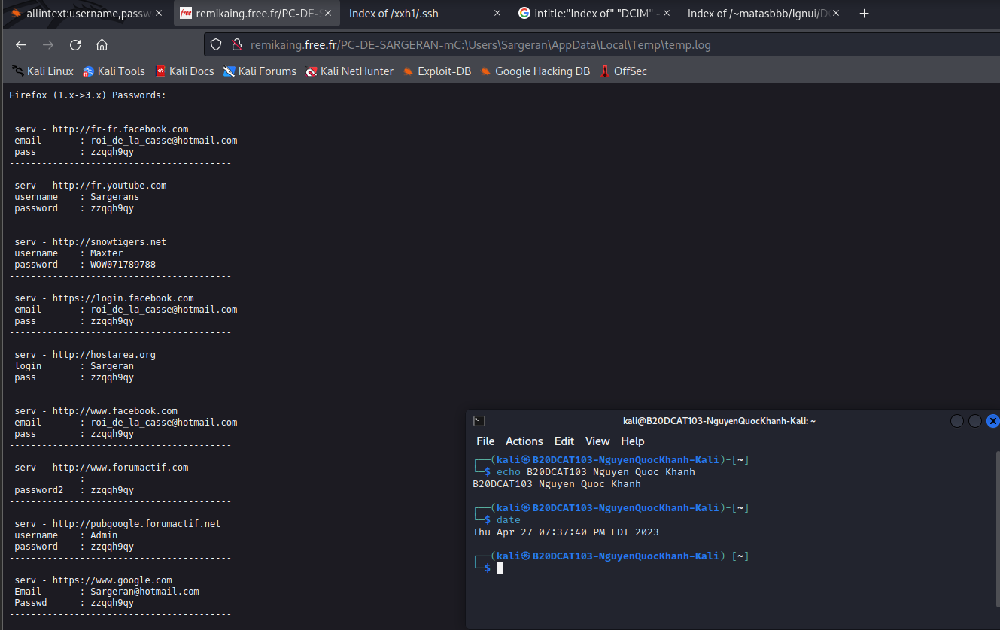 allintext:username,passw
remikaing.free.fr/PC-DE-S
Index of /xxh1/.ssh
intitle:"Index of" "DCIM" -
Index of /~matasbbb/Ignui/DC
remikaing.free.fr/PC-DE-SARGERAN-mC:\Users\Sargeran\AppData\Local\Temp\temp.log
Kali Linux Kali Tools Kali Docs Kali Forums Kali NetHunter Exploit-DB Google Hacking DB OffSec
Firefox (1.x->3.x) Passwords:
serv - http://fr-fr.facebook.com
email : roi_de_la_casse@hotmail.com
pass : zzqqh9qy
-----------------------------------------
serv - http://fr.youtube.com
username : Sargerans
password : zzqqh9qy
-----------------------------------------
serv - http://snowtigers.net
username : Maxter
password : WOW071789788
-----------------------------------------
serv - https://login.facebook.com
email : roi_de_la_casse@hotmail.com
pass : zzqqh9qy
-----------------------------------------
serv - http://hostarea.org
login : Sargeran
pass : zzqqh9qy
-----------------------------------------
serv - http://www.facebook.com
email : roi_de_la_casse@hotmail.com
pass : zzqqh9qy
-----------------------------------------
serv - http://www.forumactif.com
:
password2 : zzqqh9qy
-----------------------------------------
serv - http://pubgoogle.forumactif.net
username : Admin
password : zzqqh9qy
-----------------------------------------
serv - https://www.google.com
Email : Sargeran@hotmail.com
Passwd : zzqqh9qy
-----------------------------------------
kali@B20DCAT103-NguyenQuocKhanh-Kali: ~
File Actions Edit View Help
┌──(kali㉿B20DCAT103-NguyenQuocKhanh-Kali)-[~]
└─$ echo B20DCAT103 Nguyen Quoc Khanh
B20DCAT103 Nguyen Quoc Khanh
┌──(kali㉿B20DCAT103-NguyenQuocKhanh-Kali)-[~]
└─$ date
Thu Apr 27 07:37:40 PM EDT 2023
┌──(kali㉿B20DCAT103-NguyenQuocKhanh-Kali)-[~]
└─$